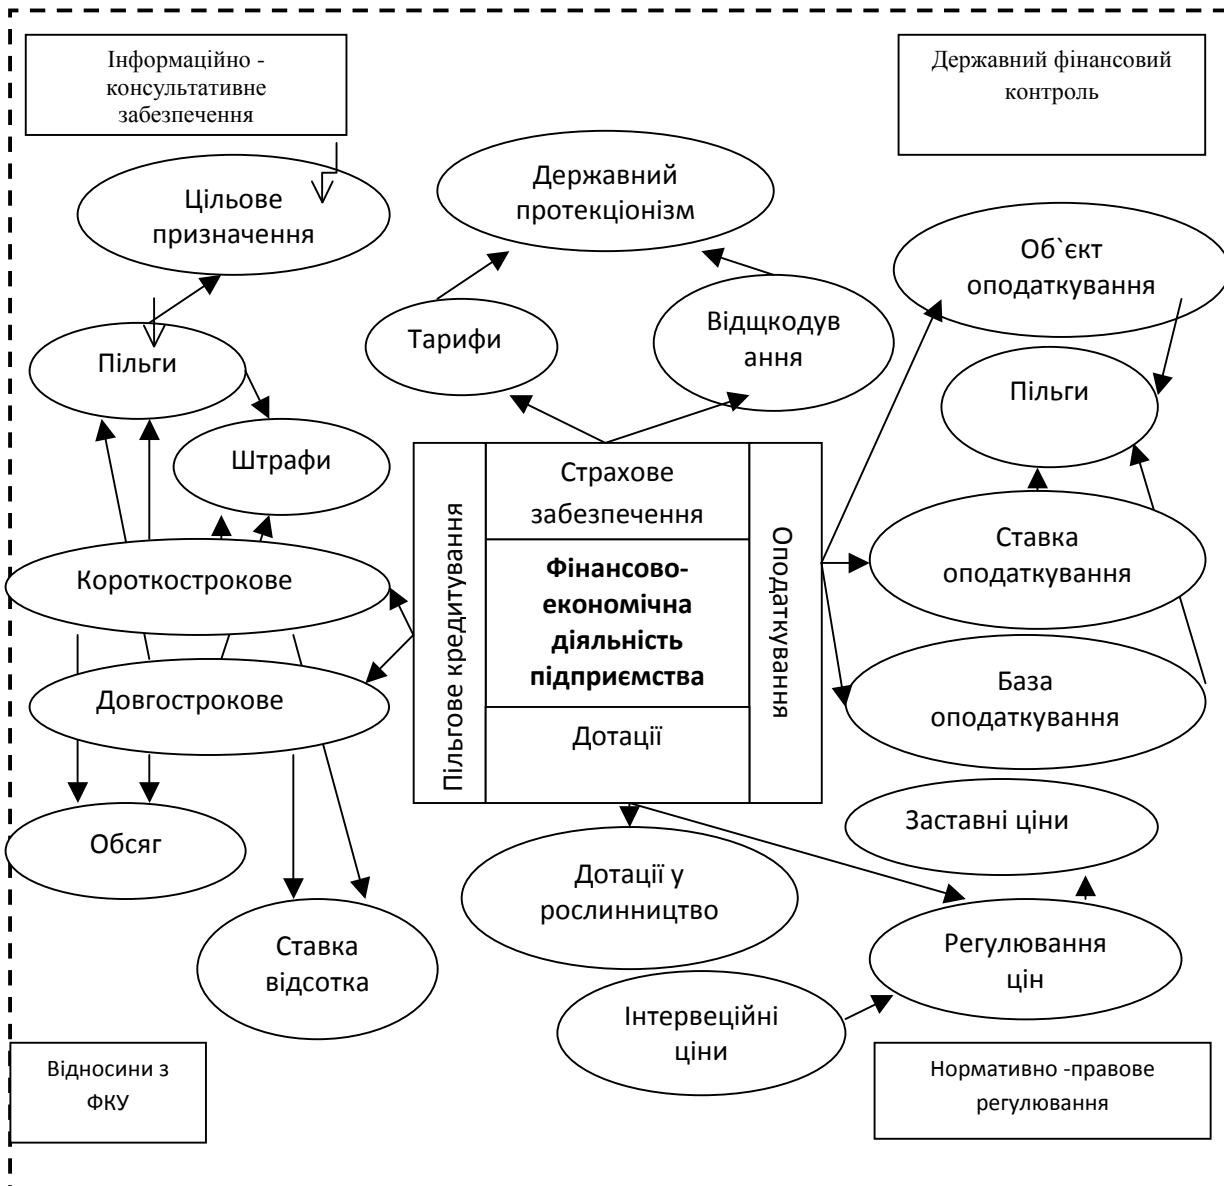 Інформаційно -
консультативне
забезпечення
Державний фінансовий
контроль
Цільове
призначення
Державний
протекціонізм
Об`єкт
оподаткування
Пільги
Тарифи
Відщкодув
ання
Пільги
Штрафи
Страхове
забезпечення
Пільгове кредитування
Фінансово-
економічна
діяльність
підприємства
Оподаткування
Ставка
оподаткування
Короткострокове
Довгострокове
База
оподаткування
Дотації
Обсяг
Заставні ціни
Дотації у
рослинництво
Ставка
відсотка
Регулювання
цін
Інтервеційні
ціни
Відносини з
ФКУ
Нормативно -правове
регулювання